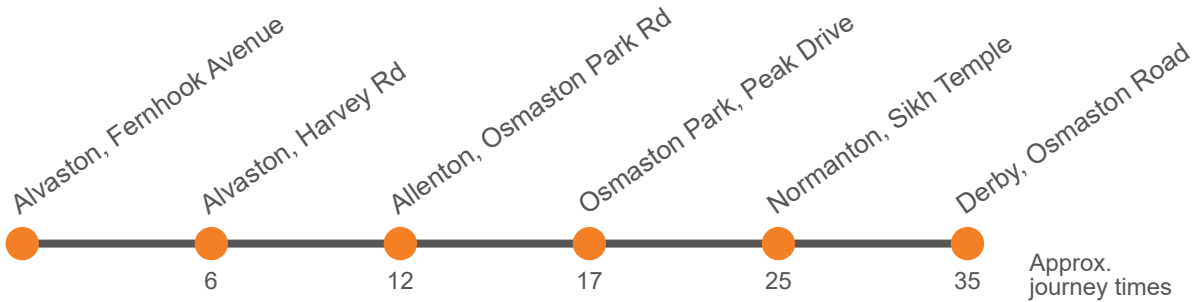 Alvaston, Fernhook Avenue
Alvaston, Harvey Rd
Allenton, Osmaston Park Rd
Osmaston Park, Peak Drive
Normanton, Sikh Temple
Derby, Osmaston Road
6
12
17
25
35
Approx.
journey times